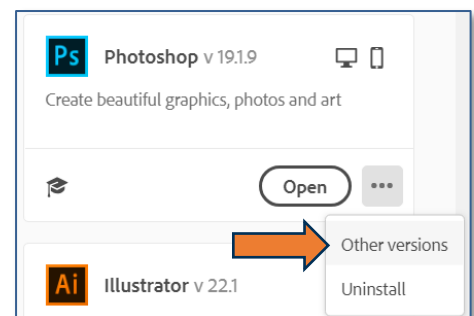 Ps Photoshop v 19.1.9
Create beautiful graphics, photos and art
Open
Other versions
Ai Illustrator v 22.1
Uninstall